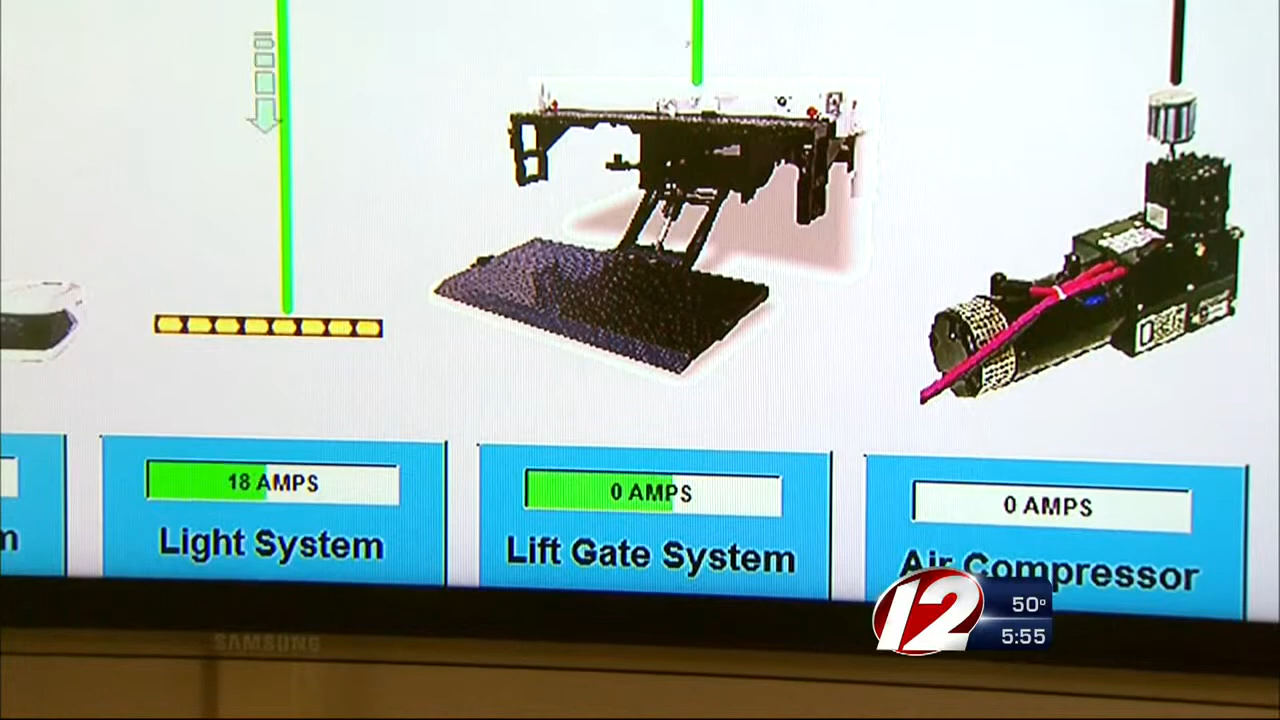 18 AMPS
Light System
0 AMPS
Lift Gate System
0 AMPS
Air Compressor
12
50°
5:55
SAMSUNG